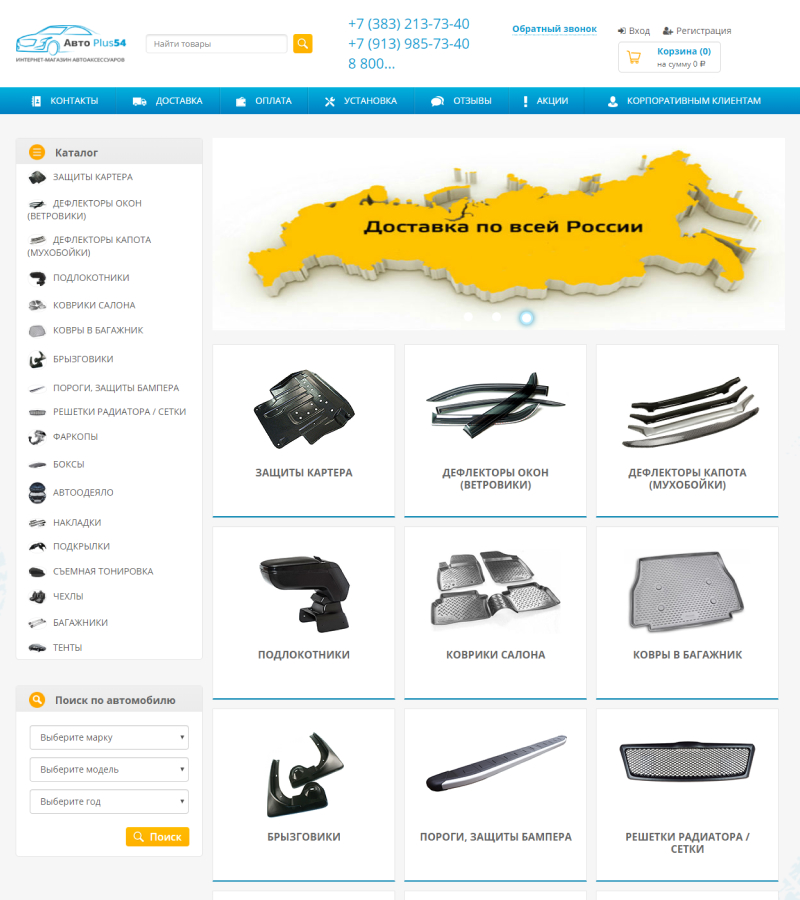 Авто Plus54
ИНТЕРНЕТ-МАГАЗИН АВТОАКСЕССУАРОВ
Найти товары
+7 (383) 213-73-40
+7 (913) 985-73-40
8 800...
Обратный звонок
Вход
Регистрация
Корзина (0)
на сумму 0 ₽
КОНТАКТЫ
ДОСТАВКА
ОПЛАТА
УСТАНОВКА
ОТЗЫВЫ
АКЦИИ
КОРПОРАТИВНЫМ КЛИЕНТАМ
Каталог
ЗАЩИТЫ КАРТЕРА
ДЕФЛЕКТОРЫ ОКОН
(ВЕТРОВИКИ)
ДЕФЛЕКТОРЫ КАПОТА
(МУХОБОЙКИ)
ПОДЛОКОТНИКИ
КОВРИКИ САЛОНА
КОВРЫ В БАГАЖНИК
БРЫЗГОВИКИ
ПОРОГИ, ЗАЩИТЫ БАМПЕРА
РЕШЕТКИ РАДИАТОРА / СЕТКИ
ФАРКОПЫ
БОКСЫ
АВТООДЕЯЛО
НАКЛАДКИ
ПОДКРЫЛКИ
СЪЕМНАЯ ТОНИРОВКА
ЧЕХЛЫ
БАГАЖНИКИ
ТЕНТЫ
Поиск по автомобилю
Выберите марку
Выберите модель
Выберите год
Поиск
Доставка по всей России
ЗАЩИТЫ КАРТЕРА
ДЕФЛЕКТОРЫ ОКОН
(ВЕТРОВИКИ)
ДЕФЛЕКТОРЫ КАПОТА
(МУХОБОЙКИ)
ПОДЛОКОТНИКИ
КОВРИКИ САЛОНА
КОВРЫ В БАГАЖНИК
БРЫЗГОВИКИ
ПОРОГИ, ЗАЩИТЫ БАМПЕРА
РЕШЕТКИ РАДИАТОРА /
СЕТКИ